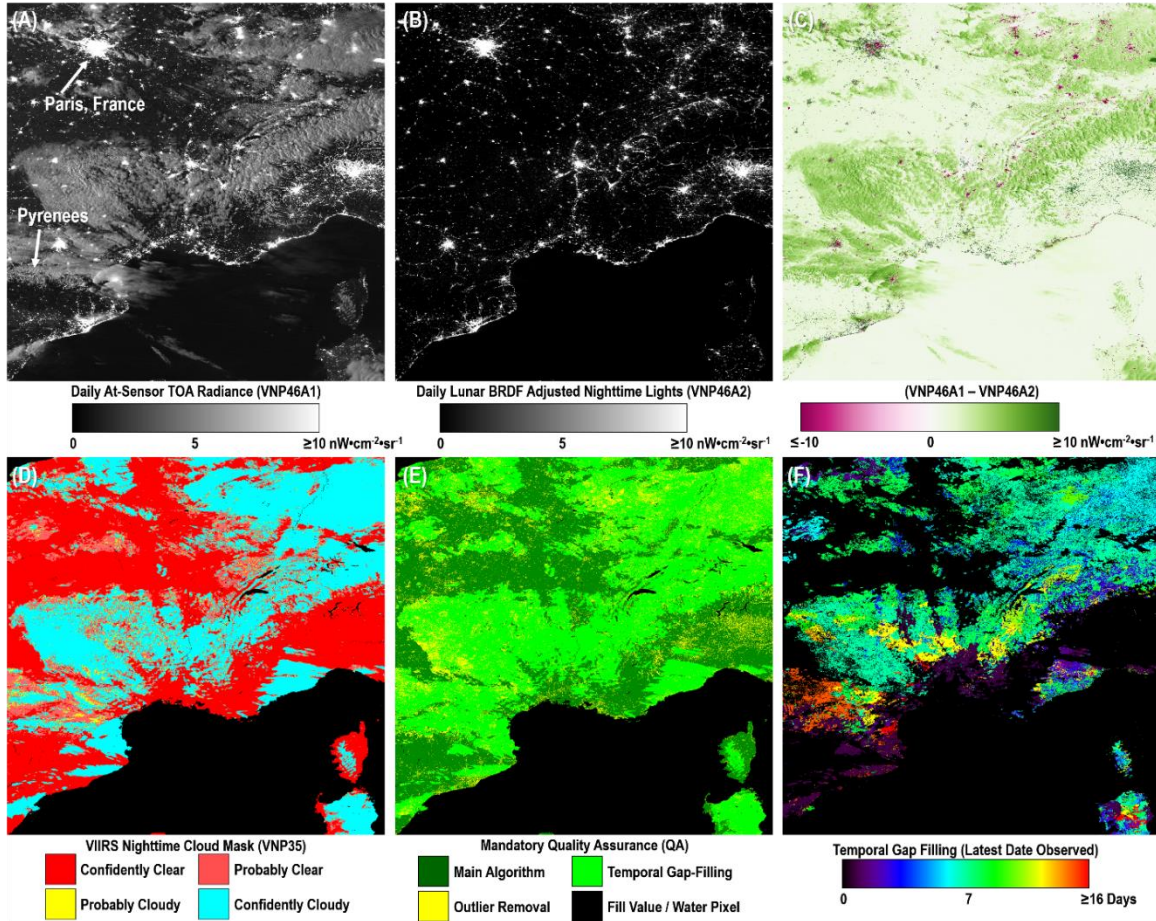 (A)
Paris, France
Pyrenees
(B)
(C)
Daily At-Sensor TOA Radiance (VNP46A1)
0 5 ≥10 nW•cm⁻²•sr⁻¹
Daily Lunar BRDF Adjusted Nighttime Lights (VNP46A2)
0 5 ≥10 nW•cm⁻²•sr⁻¹
(VNP46A1 – VNP46A2)
≤-10 0 ≥10 nW•cm⁻²•sr⁻¹
(D)
(E)
(F)
VIIRS Nighttime Cloud Mask (VNP35)
Confidently Clear Probably Clear
Probably Cloudy Confidently Cloudy
Mandatory Quality Assurance (QA)
Main Algorithm Temporal Gap-Filling
Outlier Removal Fill Value / Water Pixel
Temporal Gap Filling (Latest Date Observed)
0 7 ≥16 Days